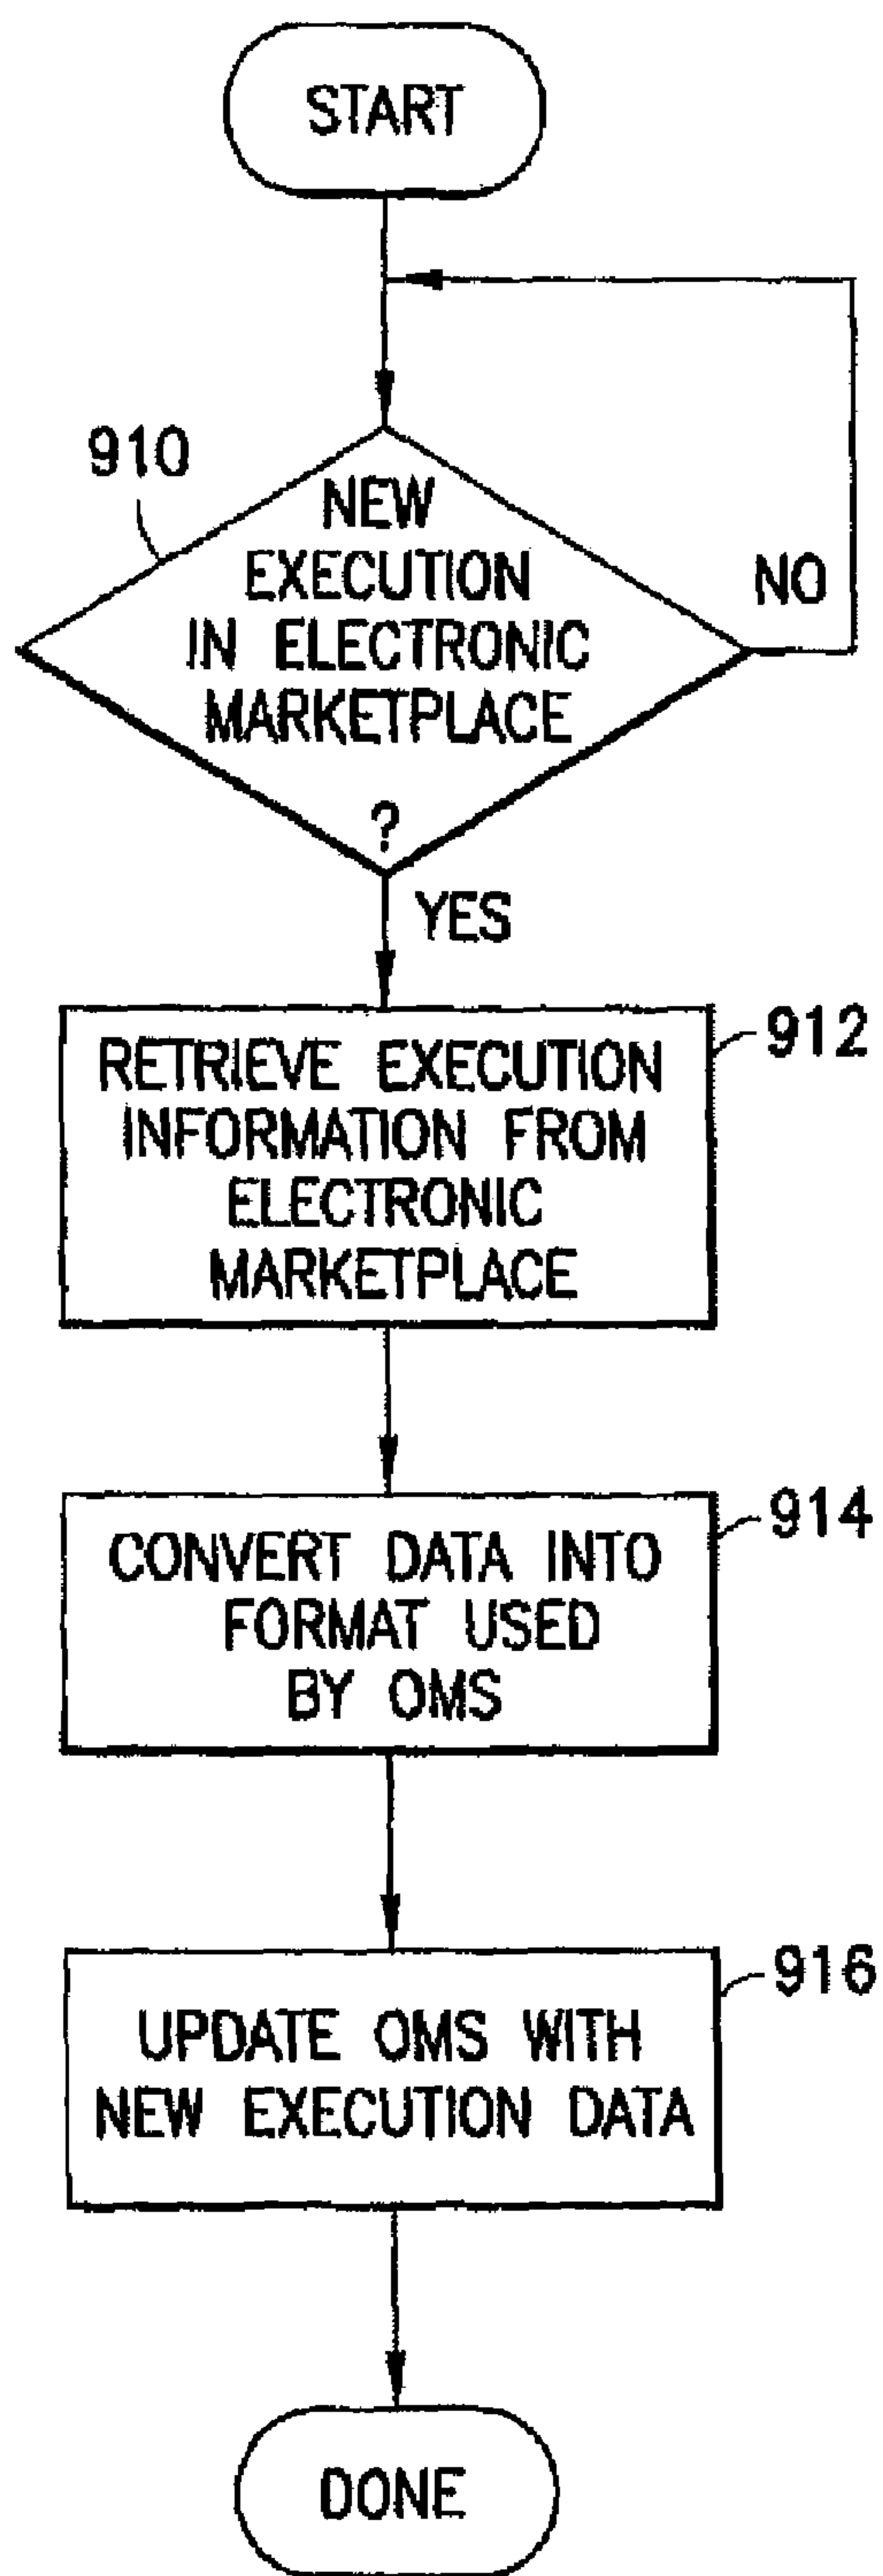 START
910
NEW
EXECUTION
IN ELECTRONIC
MARKETPLACE
?
NO
YES
912
RETRIEVE EXECUTION
INFORMATION FROM
ELECTRONIC
MARKETPLACE
914
CONVERT DATA INTO
FORMAT USED
BY OMS
916
UPDATE OMS WITH
NEW EXECUTION DATA
DONE